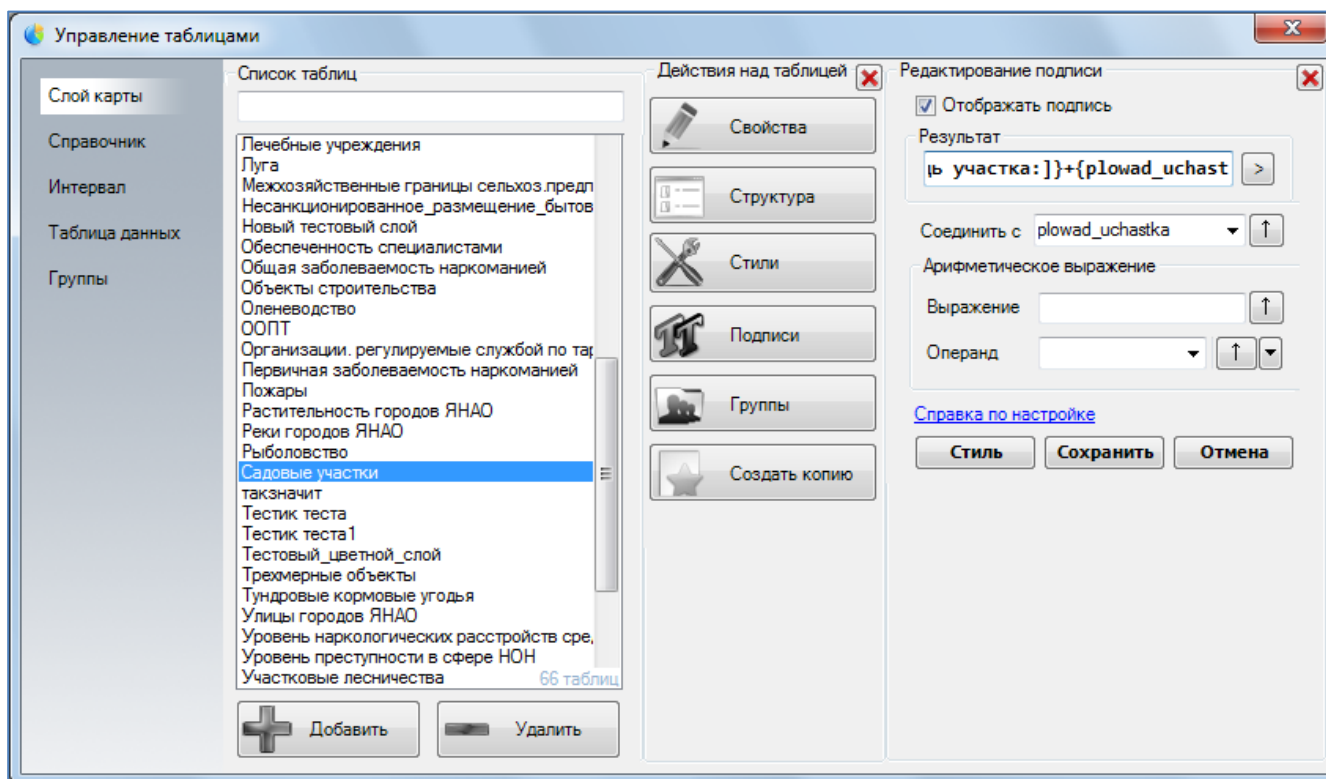 Управление таблицами
Слой карты
Справочник
Интервал
Таблица данных
Группы
Список таблиц
Лечебные учреждения
Луга
Межхозяйственные границы сельхоз.предп
Несанкционированное_размещение_бытов
Новый тестовый слой
Обеспеченность специалистами
Общая заболеваемость наркоманией
Объекты строительства
Оленеводство
ООПТ
Организации. регулируемые службой по тар
Первичная заболеваемость наркоманией
Пожары
Растительность городов ЯНАО
Реки городов ЯНАО
Рыболовство
Садовые участки
такзначит
Тестик теста
Тестик теста1
Тестовый_цветной_слой
Трехмерные объекты
Тундровые кормовые угодья
Улицы городов ЯНАО
Уровень наркологических расстройств сре,
Уровень преступности в сфере НОН
Участковые лесничества
66 таблиц
Добавить
Удалить
Действия над таблицей
Свойства
Структура
Стили
Подписи
Группы
Создать копию
Редактирование подписи
Отображать подпись
Результат
ь участка:]}+{plowad_uchast >
Соединить с plowad_uchastka ↑
Арифметическое выражение
Выражение ↑
Операнд ↑
Справка по настройке
Стиль Сохранить Отмена